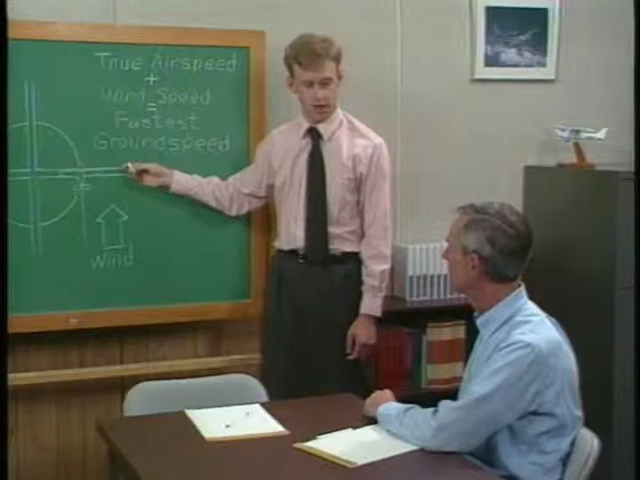 True Airspeed
+
Wind Speed
=
Fastest
Groundspeed
Wind